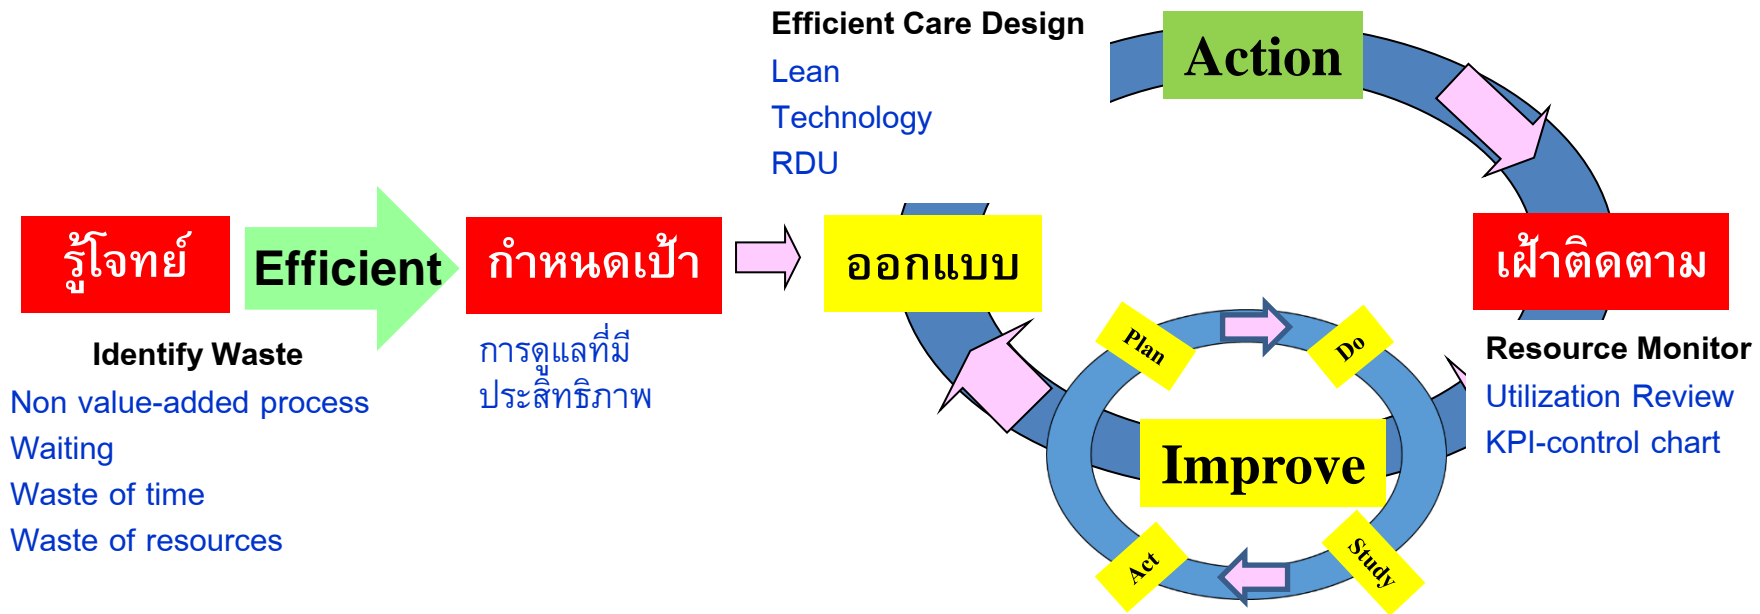 รู้โจทย์
Identify Waste
Non value-added process
Waiting
Waste of time
Waste of resources
Efficient
กำหนดเป้า
การดูแลที่มี
ประสิทธิภาพ
Efficient Care Design
Lean
Technology
RDU
ออกแบบ
Action
เฝ้าติดตาม
Resource Monitor
Utilization Review
KPI-control chart
Improve
Plan
Do
Study
Act